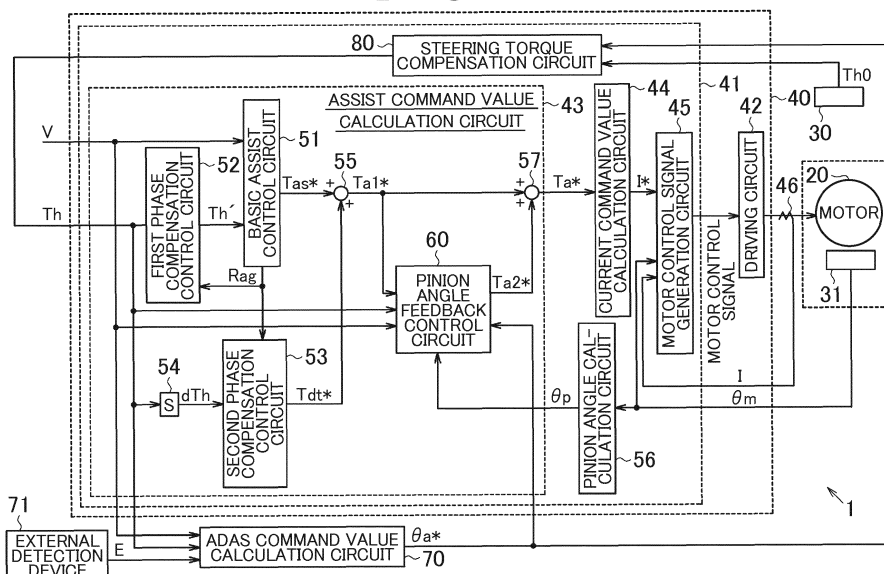 80
STEERING TORQUE
COMPENSATION CIRCUIT
41
40
Th0
30
ASSIST COMMAND VALUE
CALCULATION CIRCUIT
43
44
CURRENT COMMAND VALUE
CALCULATION CIRCUIT
45
MOTOR CONTROL SIGNAL
GENERATION CIRCUIT
42
DRIVING CIRCUIT
46
20
MOTOR
31
V
51
BASIC ASSIST
CONTROL CIRCUIT
52
FIRST PHASE
COMPENSATION
CONTROL CIRCUIT
Th
Th´
Tas*
+
55
+
Ta1*
+
57
+
Ta*
I*
60
PINION
ANGLE
FEEDBACK
CONTROL
CIRCUIT
Ta2*
MOTOR CONTROL
SIGNAL
Rag
53
SECOND PHASE
COMPENSATION
CONTROL
CIRCUIT
54
S
dTh
Tdt*
θp
PINION ANGLE CAL-
CULATION CIRCUIT
56
I
θm
1
71
EXTERNAL
DETECTION
DEVICE
E
ADAS COMMAND VALUE
CALCULATION CIRCUIT
θa*
70